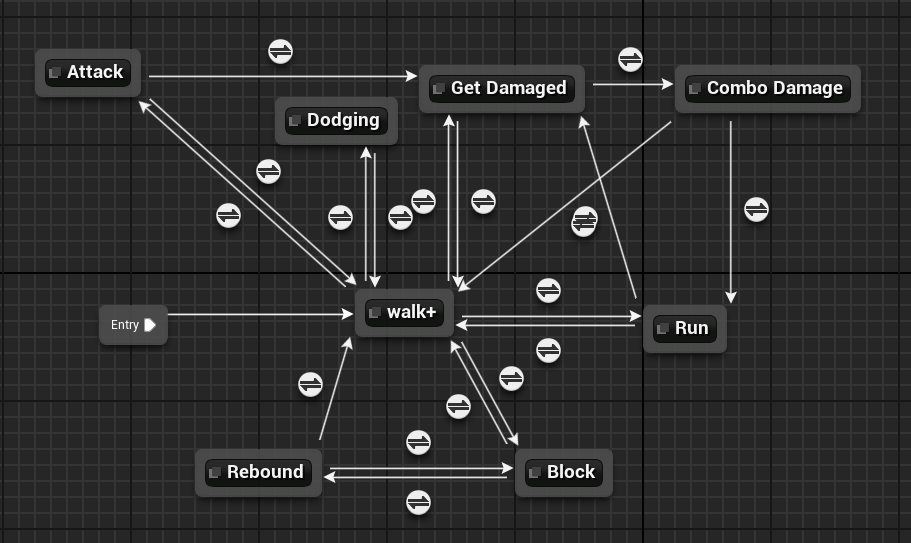 Attack
Get Damaged
Combo Damage
Dodging
walk+
Entry
Run
Rebound
Block